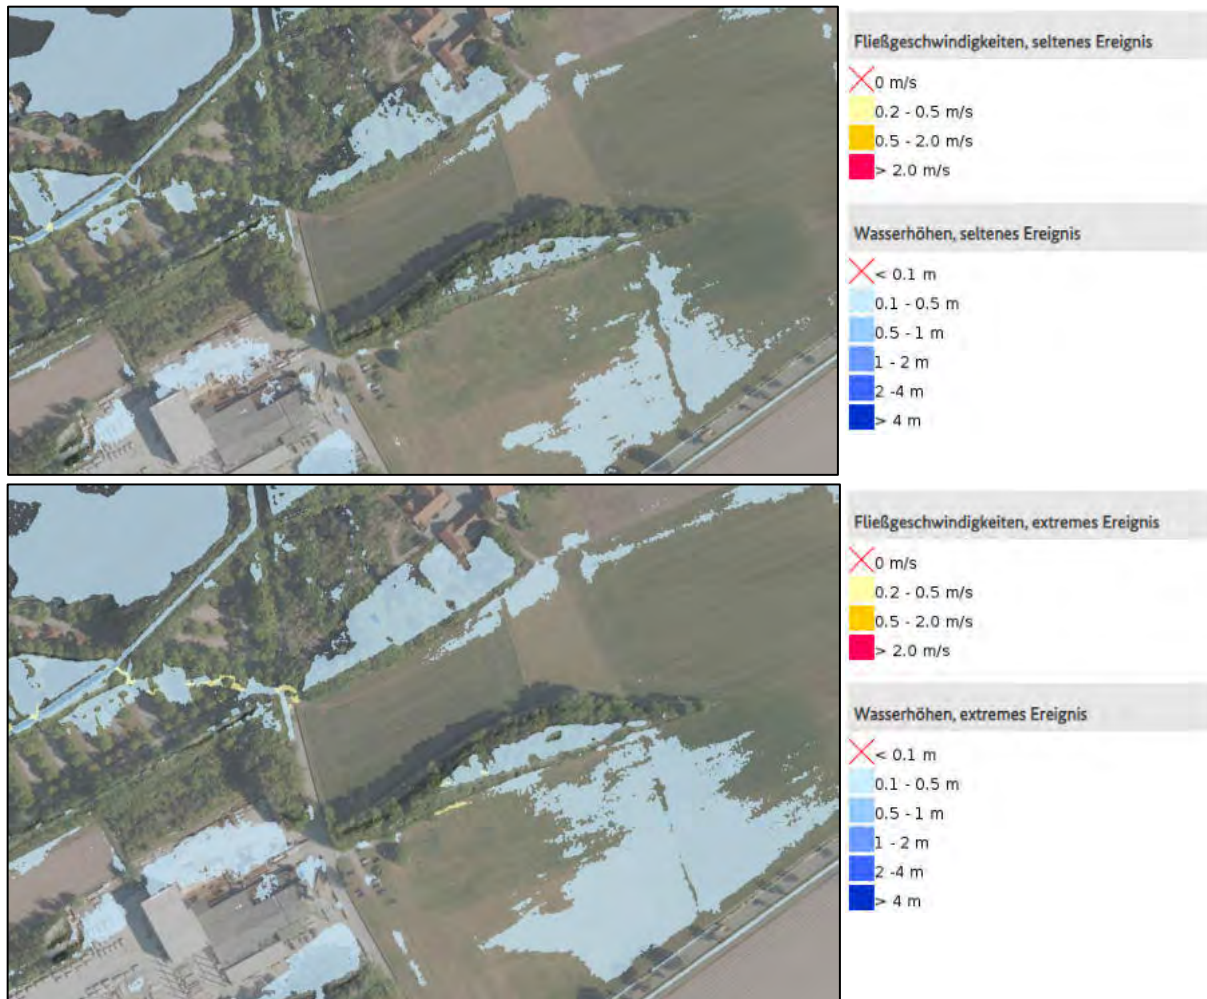 Fließgeschwindigkeiten, seltenes Ereignis
0 m/s
0.2 - 0.5 m/s
0.5 - 2.0 m/s
> 2.0 m/s
Wasserhöhen, seltenes Ereignis
< 0.1 m
0.1 - 0.5 m
0.5 - 1 m
1 - 2 m
2 -4 m
> 4 m
Fließgeschwindigkeiten, extremes Ereignis
0 m/s
0.2 - 0.5 m/s
0.5 - 2.0 m/s
> 2.0 m/s
Wasserhöhen, extremes Ereignis
< 0.1 m
0.1 - 0.5 m
0.5 - 1 m
1 - 2 m
2 -4 m
> 4 m